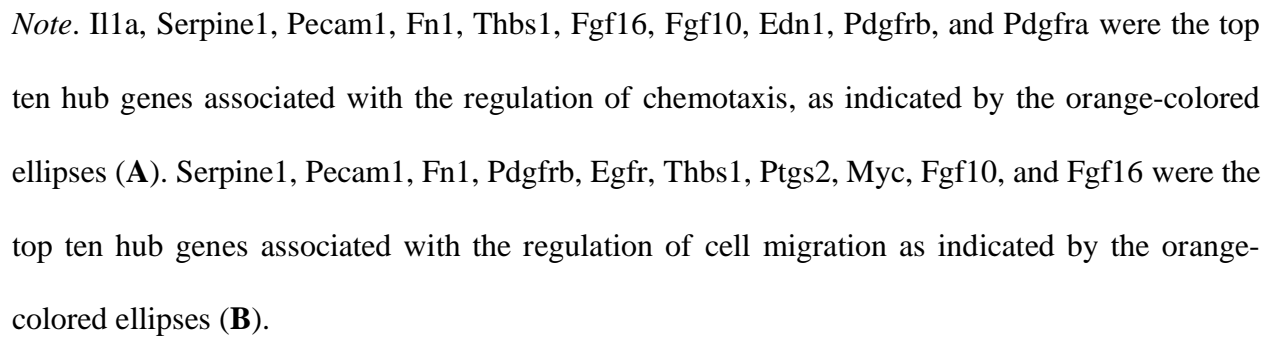 Note. Il1a, Serpine1, Pecam1, Fn1, Thbs1, Fgf16, Fgf10, Edn1, Pdgfrb, and Pdgfra were the top
ten hub genes associated with the regulation of chemotaxis, as indicated by the orange-colored
ellipses (A). Serpine1, Pecam1, Fn1, Pdgfrb, Egfr, Thbs1, Ptgs2, Myc, Fgf10, and Fgf16 were the
top ten hub genes associated with the regulation of cell migration as indicated by the orange-
colored ellipses (B).